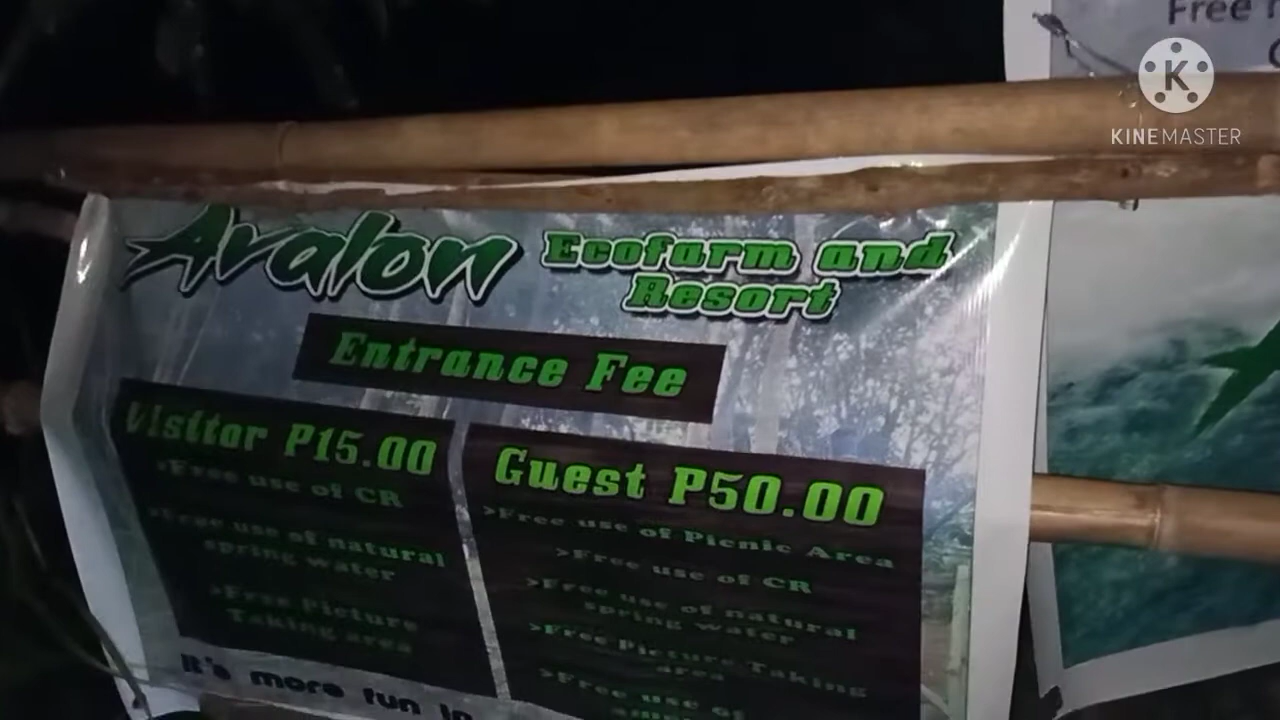 Free
K
KINEMASTER
Avalon Ecofarm and
Resort
Entrance Fee
Visitor P15.00
>Free use of CR
>Free use of natural
spring water
>Free Picture
Taking area
Guest P50.00
>Free use of Picnic Area
>Free use of CR
>Free use of natural
spring water
>Free Picture Taking
area
>Free use of
It's more fun in